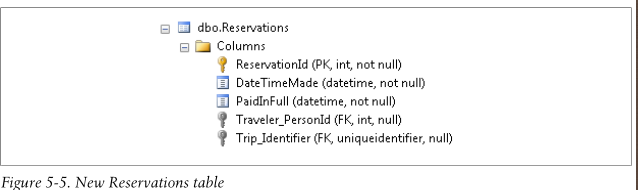 dbo.Reservations
Columns
ReservationId (PK, int, not null)
DateTimeMade (datetime, not null)
PaidInFull (datetime, not null)
Traveler_PersonId (FK, int, null)
Trip_Identifier (FK, uniqueidentifier, null)
Figure 5-5. New Reservations table